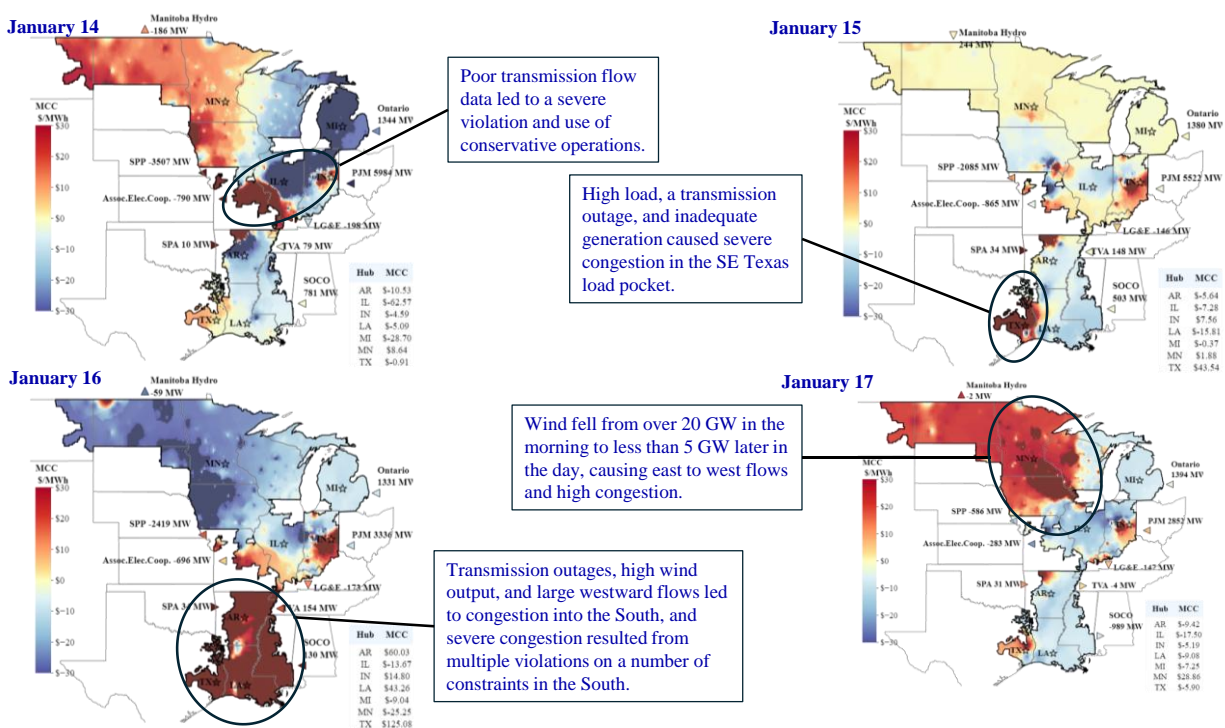 January 14
Manitoba Hydro
-186 MW
MCC
$/MWh
$30
$20
$10
$0
$-10
$-20
$-30
MN
MI
IL
IN
AR
TX
LA
Ontario
1344 MW
SPP -3507 MW
PJM 5984 MW
Assoc.Elec.Coop. -790 MW
LG&E -198 MW
SPA 10 MW
TVA 79 MW
SOCO
781 MW
Hub MCC
AR $-10.53
IL $-62.57
IN $-4.59
LA $-5.09
MI $-28.70
MN $8.64
TX $-0.91
Poor transmission flow
data led to a severe
violation and use of
conservative operations.
January 15
Manitoba Hydro
244 MW
MCC
$/MWh
$30
$20
$10
$0
$-10
$-20
$-30
MN
MI
IL
IN
AR
TX
LA
Ontario
1380 MW
SPP -2085 MW
PJM 5522 MW
Assoc.Elec.Coop. -865 MW
LG&E -146 MW
SPA 34 MW
TVA 148 MW
SOCO
503 MW
Hub MCC
AR $-5.64
IL $-7.28
IN $7.56
LA $-15.81
MI $-0.37
MN $1.88
TX $43.54
High load, a transmission
outage, and inadequate
generation caused severe
congestion in the SE Texas
load pocket.
January 16
Manitoba Hydro
-59 MW
MCC
$/MWh
$30
$20
$10
$0
$-10
$-20
$-30
MN
MI
IL
IN
AR
TX
LA
Ontario
1331 MW
SPP -2419 MW
PJM 3336 MW
Assoc.Elec.Coop. -696 MW
LG&E -173 MW
SPA MW
TVA 154 MW
SOCO
MW
Hub MCC
AR $60.03
IL $-13.67
IN $14.80
LA $43.26
MI $-9.04
MN $-25.25
TX $125.08
Transmission outages, high wind
output, and large westward flows led
to congestion into the South, and
severe congestion resulted from
multiple violations on a number of
constraints in the South.
January 17
Manitoba Hydro
-2 MW
MCC
$/MWh
$30
$20
$10
$0
$-10
$-20
$-30
MN
MI
IL
IN
AR
TX
LA
Ontario
1394 MW
SPP -586 MW
PJM 2852 MW
Assoc.Elec.Coop. -283 MW
LG&E -147 MW
SPA 31 MW
TVA -4 MW
SOCO
-989 MW
Hub MCC
AR $-9.42
IL $-17.50
IN $-5.19
LA $-9.08
MI $-7.25
MN $28.86
TX $-5.90
Wind fell from over 20 GW in the
morning to less than 5 GW later in
the day, causing east to west flows
and high congestion.